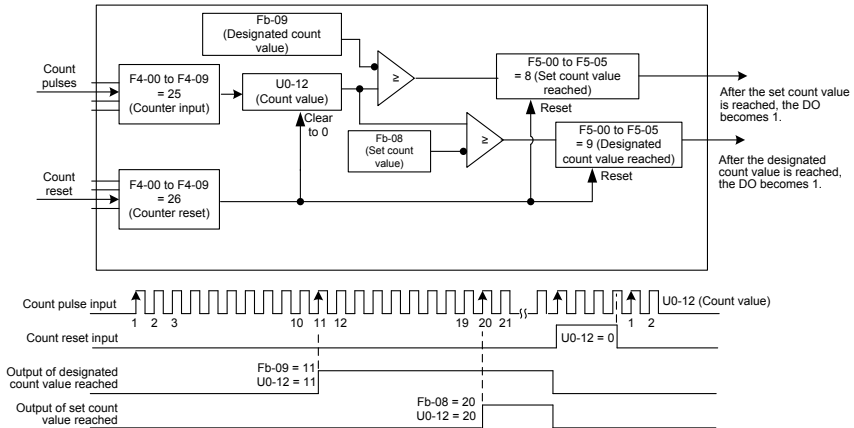 Fb-09
(Designated count
value)
Count
pulses
F4-00 to F4-09
= 25
(Counter input)
U0-12
(Count value)
≥
F5-00 to F5-05
= 8 (Set count value
reached)
After the set count value
is reached, the DO
becomes 1.
Clear
to 0
Reset
Fb-08
(Set count
value)
≥
F5-00 to F5-05
= 9 (Designated
count value reached)
After the designated
count value is reached,
the DO becomes 1.
Reset
Count
reset
F4-00 to F4-09
= 26
(Counter reset)
Count pulse input
U0-12 (Count value)
1 2 3 10 11 12 19 20 21 1 2
Count reset input
U0-12 = 0
Output of designated
count value reached
Fb-09 = 11
U0-12 = 11
Output of set count
value reached
Fb-08 = 20
U0-12 = 20